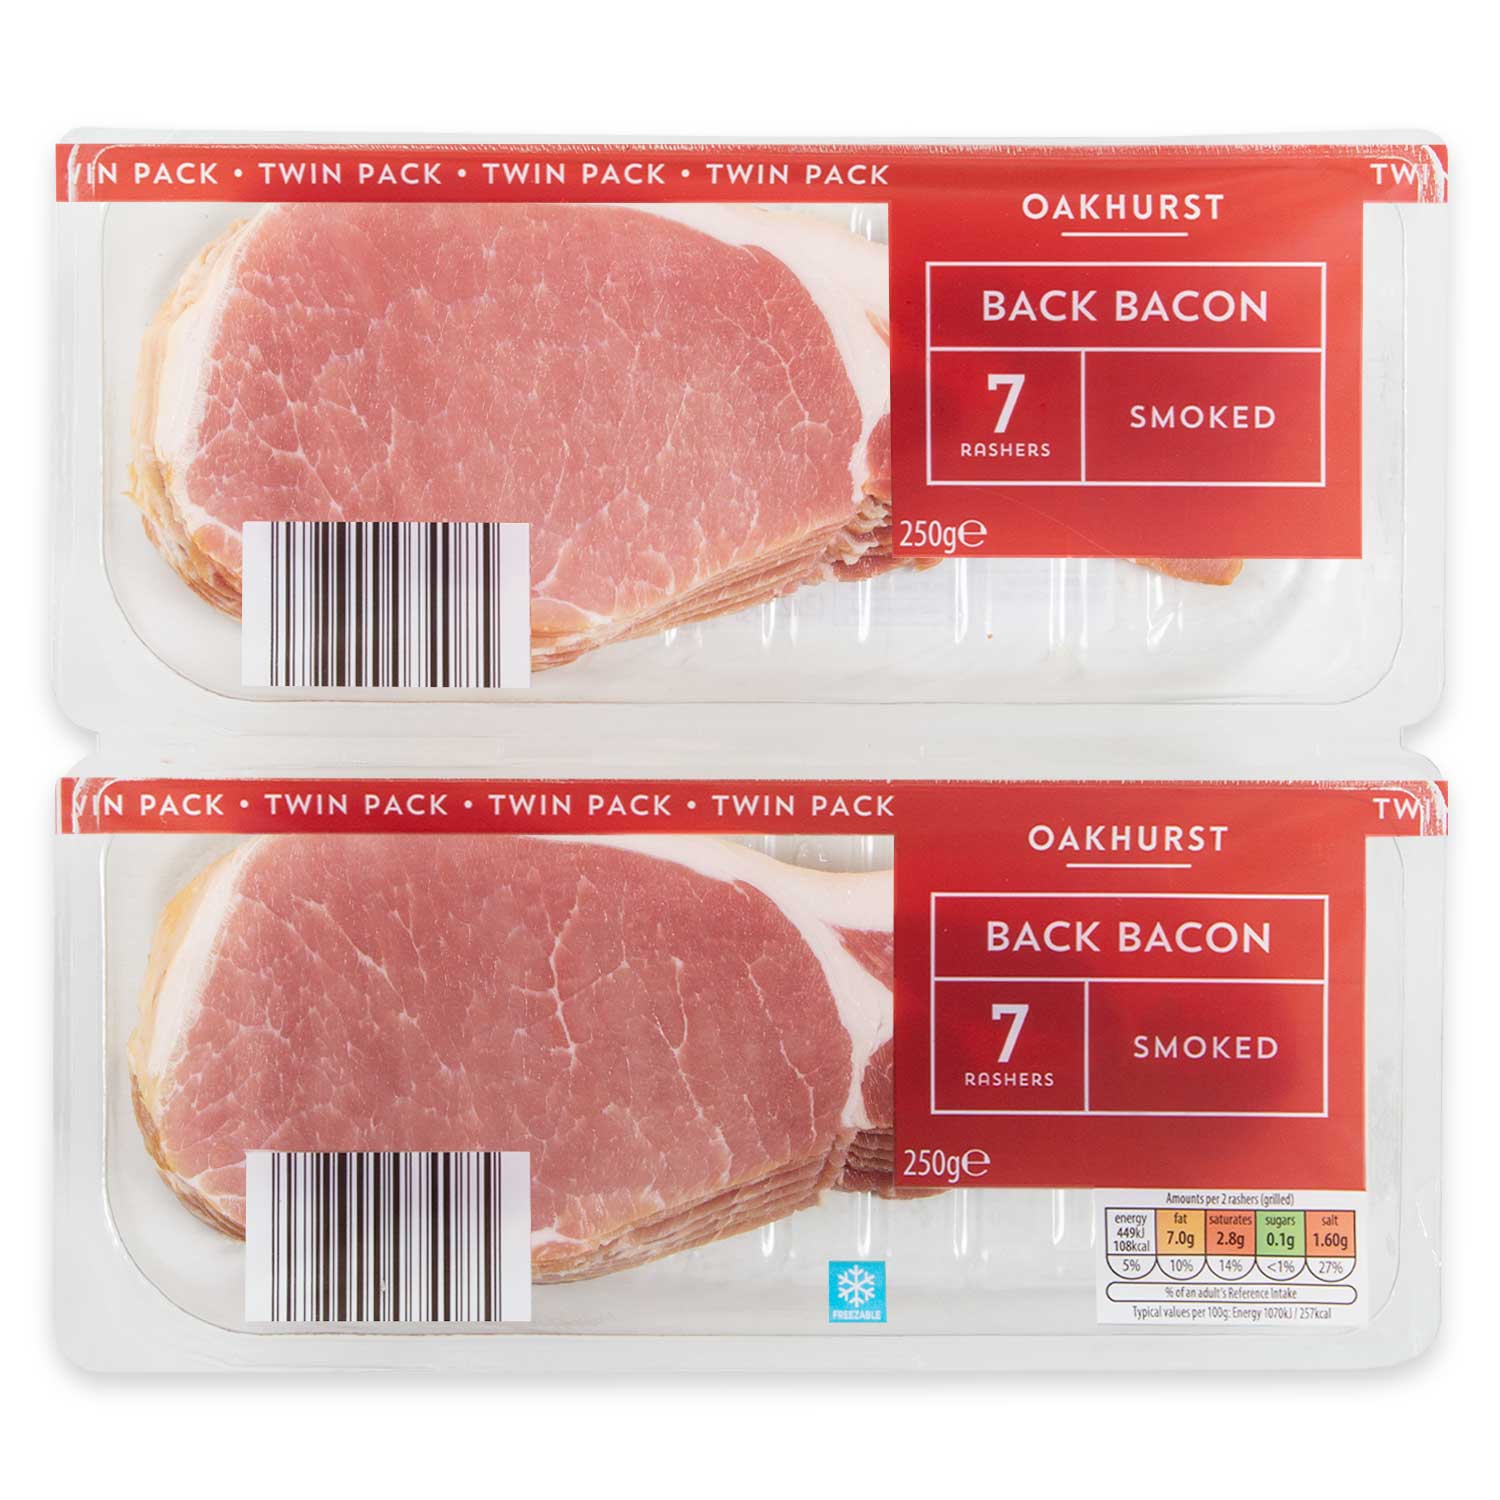 IN PACK • TWIN PACK • TWIN PACK • TWIN PACK
TW
OAKHURST
BACK BACON
7
RASHERS
SMOKED
250g℮
IN PACK • TWIN PACK • TWIN PACK • TWIN PACK
TWI
OAKHURST
BACK BACON
7
RASHERS
SMOKED
250g℮
FREEZABLE
Amounts per 2 rashers (grilled)
energy fat saturates sugars salt
449kJ 7.0g 2.8g 0.1g 1.60g
108kcal
5% 10% 14% <1% 27%
% of an adult's Reference Intake
Typical values per 100g: Energy 1070kJ / 257kcal